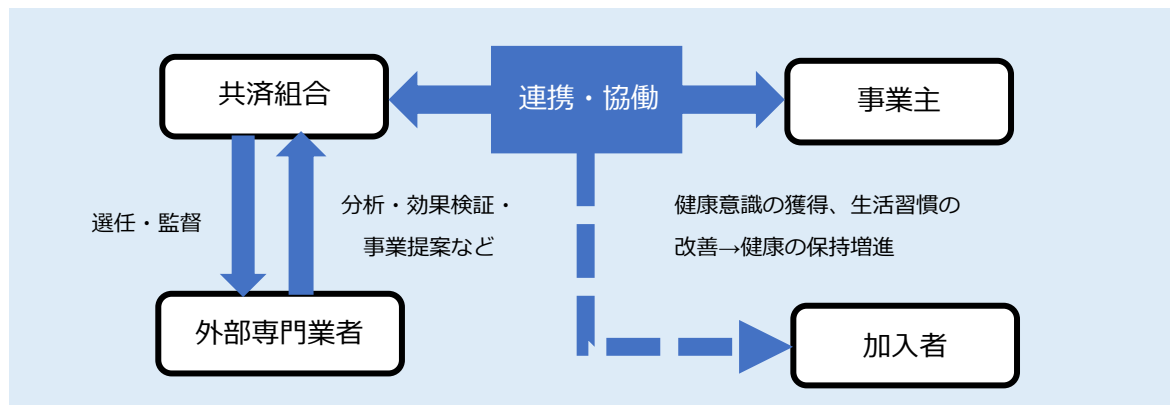 共済組合
連携・協働
事業主
選任・監督
分析・効果検証・
事業提案など
健康意識の獲得、生活習慣の
改善→健康の保持増進
外部専門業者
加入者